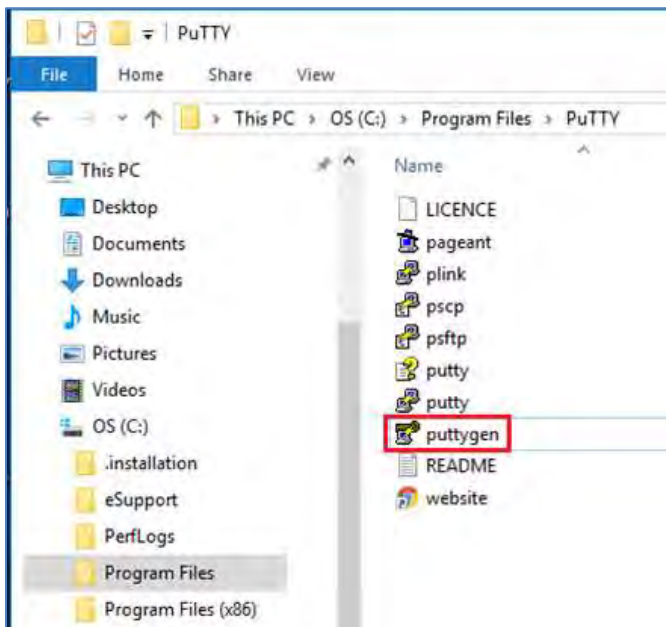 PuTTY
File Home Share View
This PC > OS (C:) > Program Files > PuTTY
This PC
Desktop
Documents
Downloads
Music
Pictures
Videos
OS (C:)
.installation
eSupport
PerfLogs
Program Files
Program Files (x86)
Name
LICENCE
pageant
plink
pscp
psftp
putty
putty
puttygen
README
website